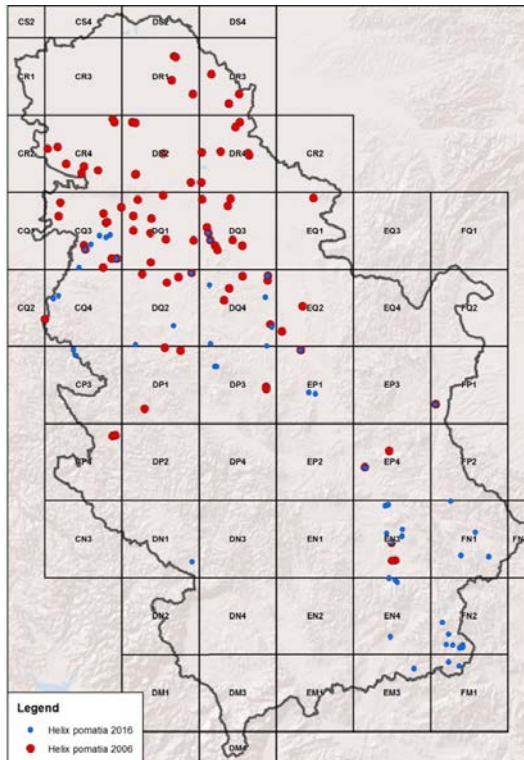 CS2 CS4 DS2 DS4
CR1 CR3 DR1 DR3
CR2 CR4 DR2 DR4 CR2
CQ3 DQ1 DQ3 EQ1 EQ3 FQ1
CQ2 CQ4 DQ2 DQ4 EQ2 EQ4 FQ2
CP3 DP1 DP3 EP1 EP3 FP1
CP4 DP2 DP4 EP2 EP4 FP2
CN3 DN1 DN3 EN1 EN3 FN1
DN2 DN4 EN2 EN4 FN2
DM1 DM3 EM1 EM3 FM1
DM4
Legend
Helix pomatia 2016
Helix pomatia 2006